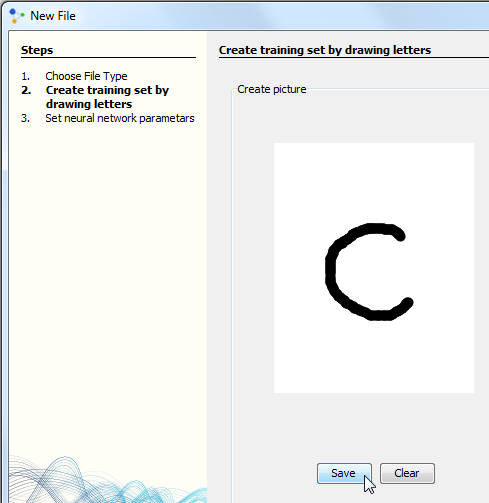 New File
Steps
1. Choose File Type
2. Create training set by
drawing letters
3. Set neural network parametars
Create training set by drawing letters
Create picture
C
Save Clear